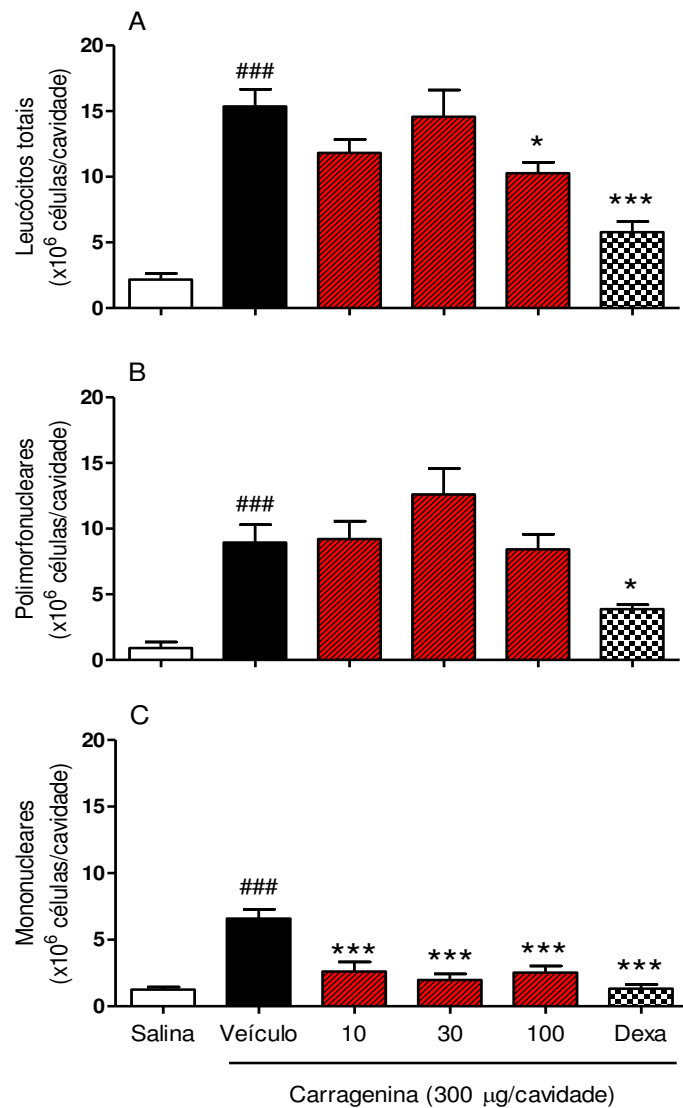 A
Leucócitos totais
(x10⁶ células/cavidade)
20
15
10
5
0
###
*
***
B
Polimorfonucleares
(x10⁶ células/cavidade)
20
15
10
5
0
###
*
C
Mononucleares
(x10⁶ células/cavidade)
20
15
10
5
0
###
***
***
***
***
Salina Veículo 10 30 100 Dexa
Carragenina (300 µg/cavidade)